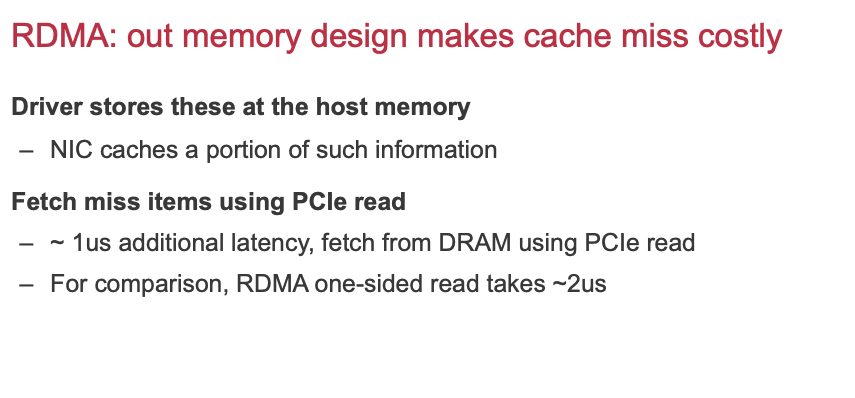 RDMA: out memory design makes cache miss costly
Driver stores these at the host memory
– NIC caches a portion of such information
Fetch miss items using PCIe read
– ~ 1us additional latency, fetch from DRAM using PCIe read
– For comparison, RDMA one-sided read takes ~2us